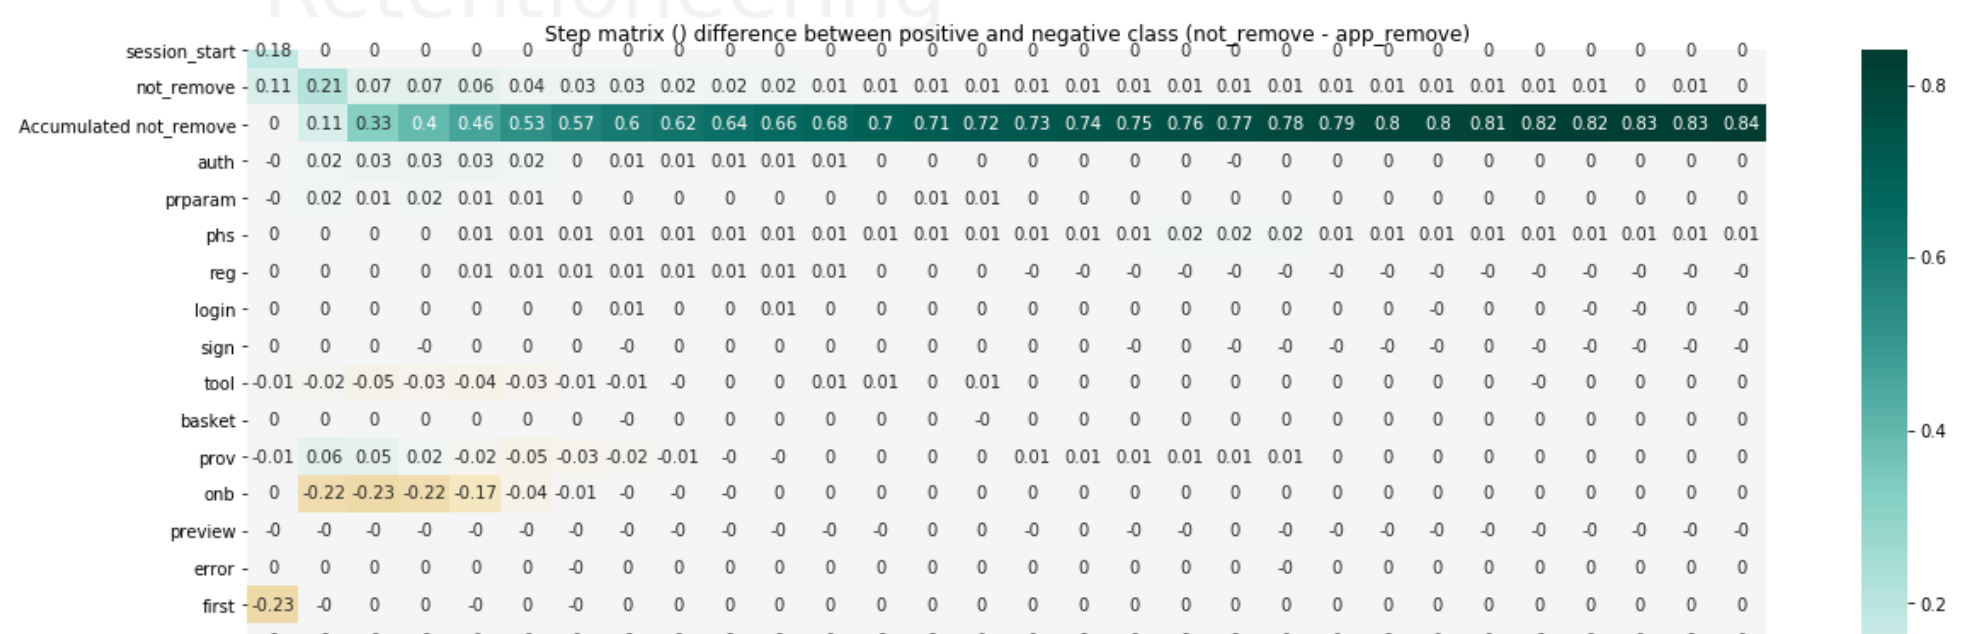 Retentioneering
Step matrix () difference between positive and negative class (not_remove - app_remove)
session_start 0.18 0 0 0 0 0 0 0 0 0 0 0 0 0 0 0 0 0 0 0 0 0 0 0 0 0 0 0 0 0
not_remove 0.11 0.21 0.07 0.07 0.06 0.04 0.03 0.03 0.02 0.02 0.02 0.01 0.01 0.01 0.01 0.01 0.01 0.01 0.01 0.01 0.01 0.01 0.01 0.01 0.01 0.01 0.01 0 0.01 0
0.8
Accumulated not_remove 0 0.11 0.33 0.4 0.46 0.53 0.57 0.6 0.62 0.64 0.66 0.68 0.7 0.71 0.72 0.73 0.74 0.75 0.76 0.77 0.78 0.79 0.8 0.8 0.81 0.82 0.82 0.83 0.83 0.84
auth -0 0.02 0.03 0.03 0.03 0.02 0 0.01 0.01 0.01 0.01 0.01 0 0 0 0 0 0 0 -0 0 0 0 0 0 0 0 0 0 0
prparam -0 0.02 0.01 0.02 0.01 0.01 0 0 0 0 0 0 0 0.01 0.01 0 0 0 0 0 0 0 0 0 0 0 0 0 0 0
phs 0 0 0 0 0.01 0.01 0.01 0.01 0.01 0.01 0.01 0.01 0.01 0.01 0.01 0.01 0.01 0.01 0.02 0.02 0.02 0.01 0.01 0.01 0.01 0.01 0.01 0.01 0.01 0.01
0.6
reg 0 0 0 0 0.01 0.01 0.01 0.01 0.01 0.01 0.01 0.01 0 0 0 -0 -0 -0 -0 -0 -0 -0 -0 -0 -0 -0 -0 -0 -0 -0
login 0 0 0 0 0 0 0 0.01 0 0 0.01 0 0 0 0 0 0 0 0 0 0 0 0 -0 0 0 -0 -0 0 -0
sign 0 0 0 -0 0 0 0 -0 0 0 0 0 0 0 0 0 0 -0 0 -0 -0 -0 -0 -0 -0 -0 -0 -0 -0 -0
tool -0.01 -0.02 -0.05 -0.03 -0.04 -0.03 -0.01 -0.01 -0 0 0 0.01 0.01 0 0.01 0 0 0 0 0 0 0 0 0 0 -0 0 0 0 0
basket 0 0 0 0 0 0 0 -0 0 0 0 0 0 0 -0 0 0 0 0 0 0 0 0 0 0 0 0 0 0 0
0.4
prov -0.01 0.06 0.05 0.02 -0.02 -0.05 -0.03 -0.02 -0.01 -0 -0 0 0 0 0 0.01 0.01 0.01 0.01 0.01 0.01 0 0 0 0 0 0 0 0 0
onb 0 -0.22 -0.23 -0.22 -0.17 -0.04 -0.01 -0 -0 -0 0 0 0 0 0 0 0 0 0 0 0 0 0 0 0 0 0 0 0 0
preview -0 -0 -0 -0 -0 -0 -0 -0 -0 -0 -0 -0 -0 0 0 -0 0 -0 -0 -0 -0 -0 -0 -0 -0 -0 -0 -0 -0 -0
error 0 0 0 0 0 0 -0 0 0 0 0 0 0 0 0 0 0 0 0 0 -0 0 0 0 0 0 0 0 0 0
first -0.23 -0 0 0 -0 0 -0 0 0 0 0 0 0 0 0 0 0 0 0 0 0 0 0 0 0 0 0 0 0 0
0.2